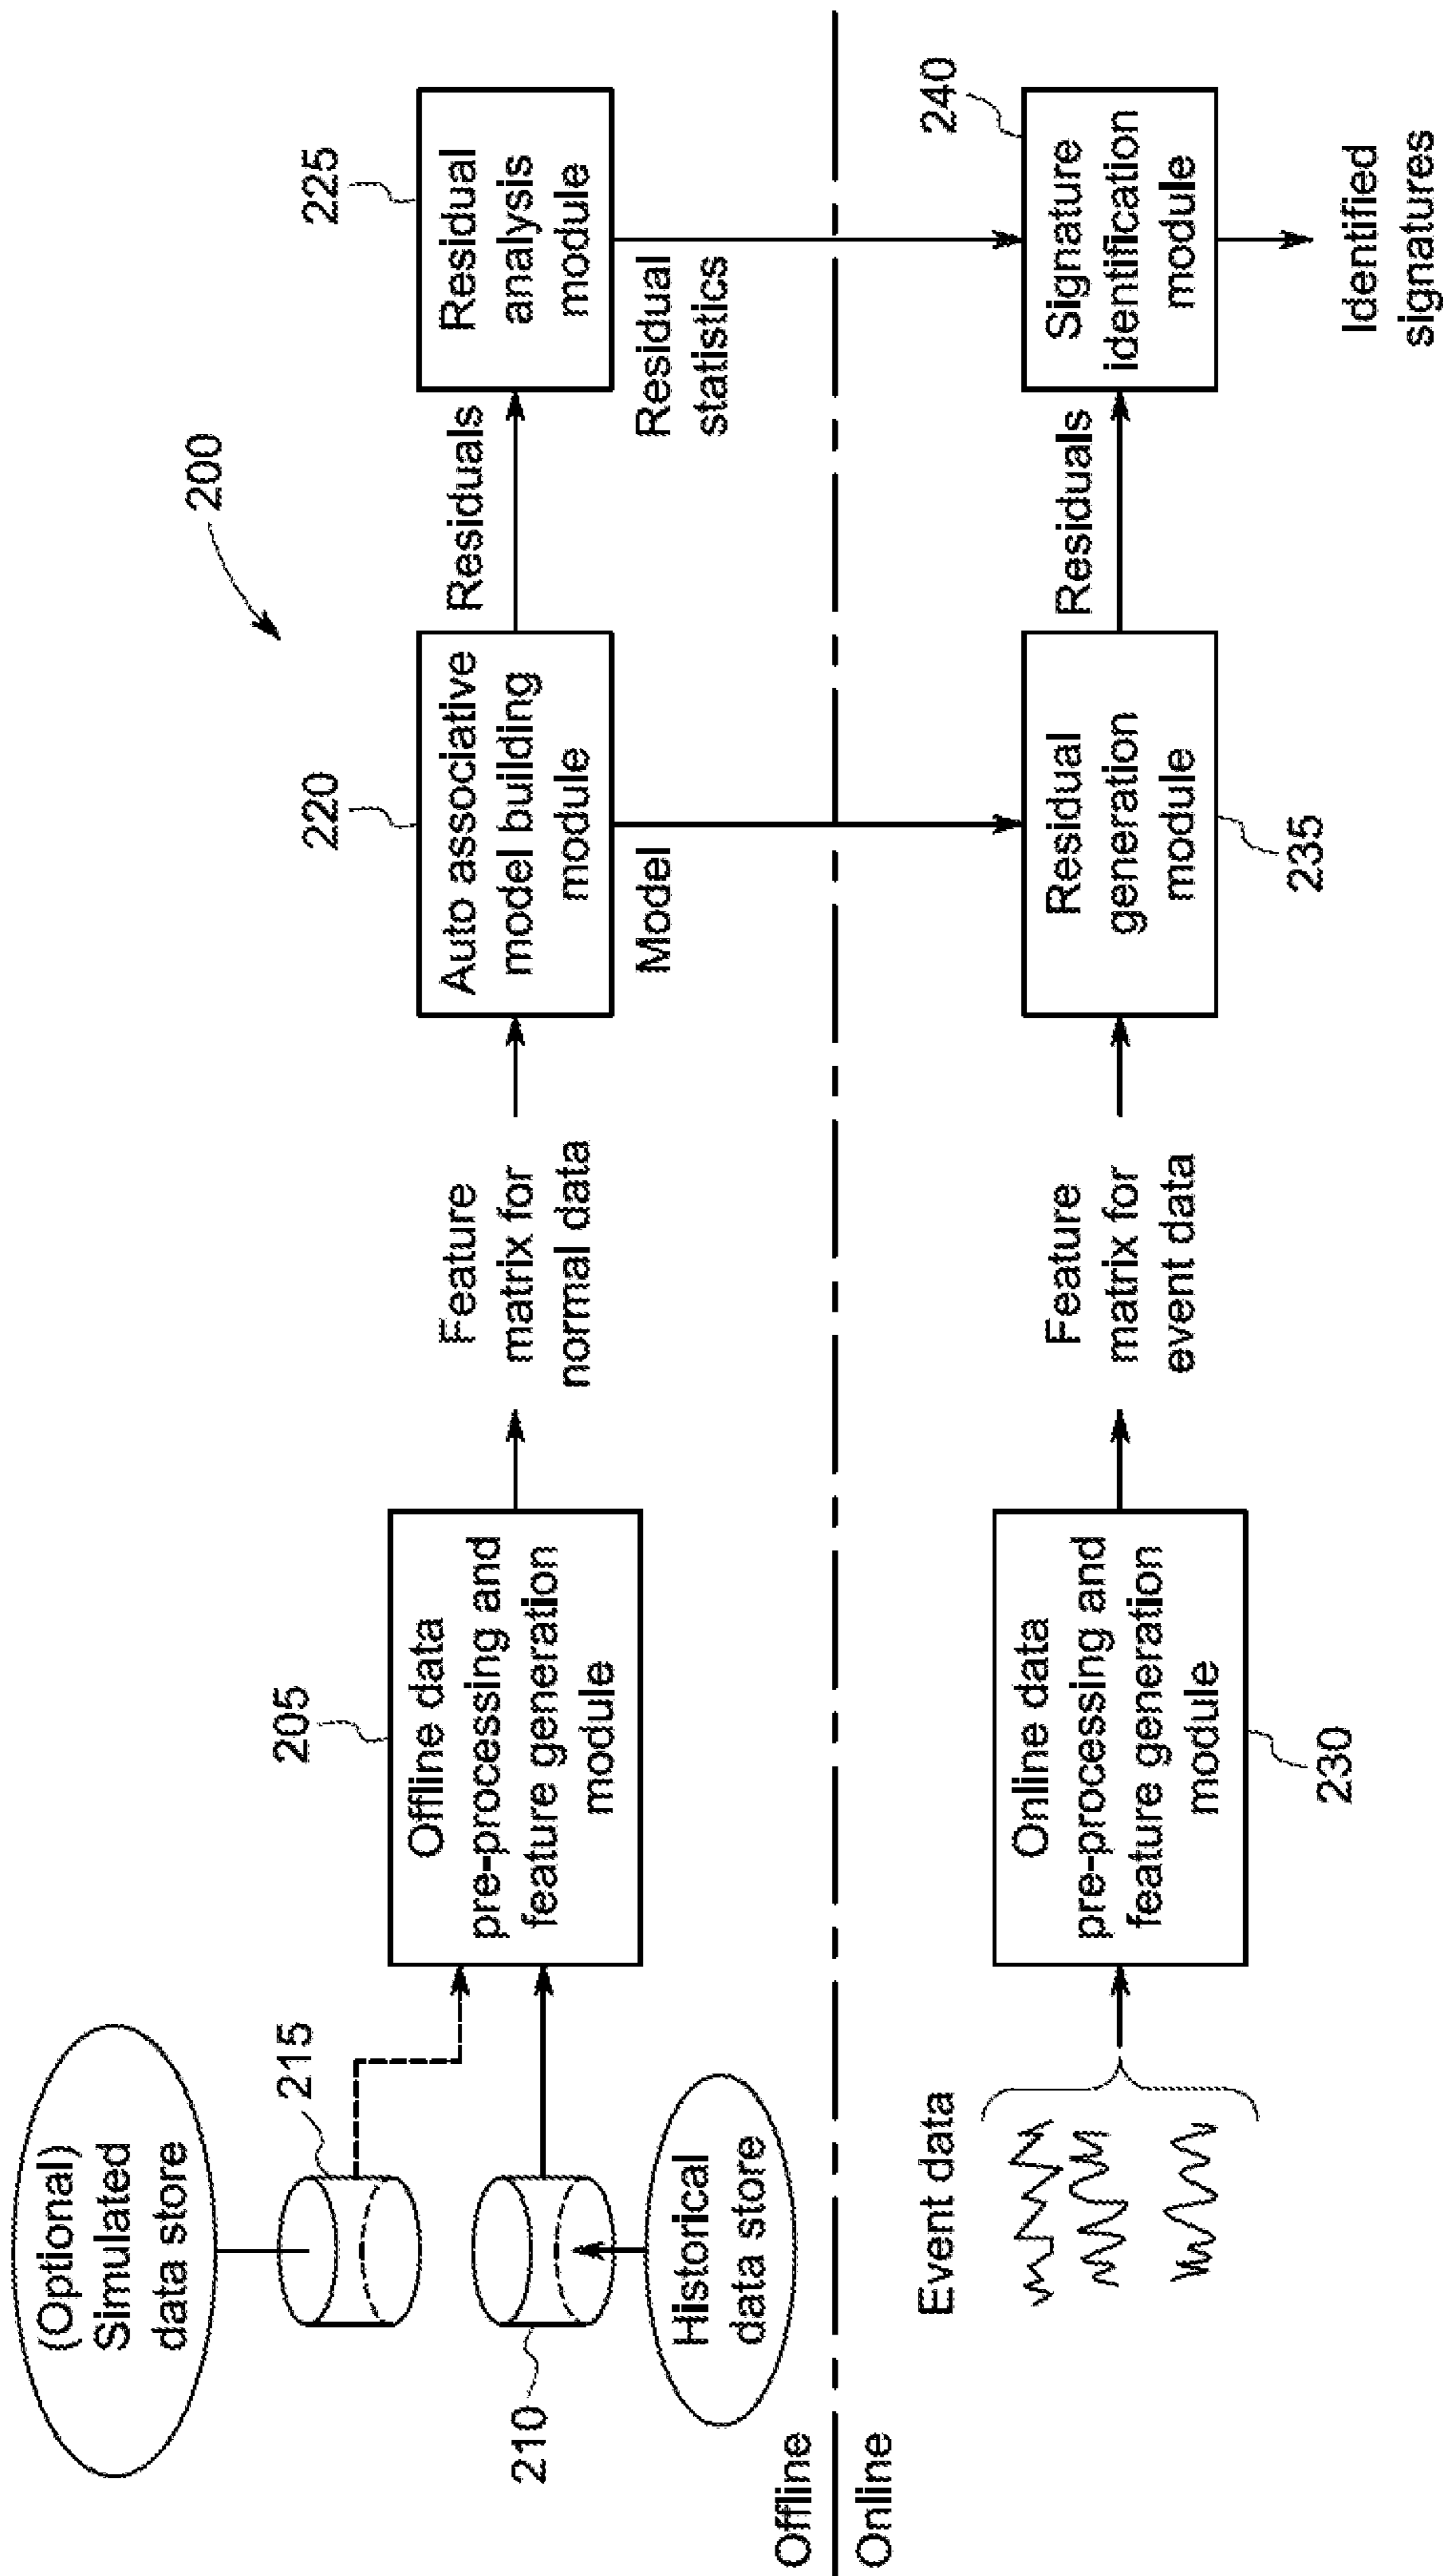 200
(Optional)
Simulated
data store
215
210
Historical
data store
205
Offline data
pre-processing and
feature generation
module
Feature
matrix for
normal data
220
Auto associative
model building
module
Model
Residuals
225
Residual
analysis
module
Residual
statistics
Offline
Online
Event data
Online data
pre-processing and
feature generation
module
230
Feature
matrix for
event data
Residual
generation
module
235
Residuals
240
Signature
identification
module
Identified
signatures